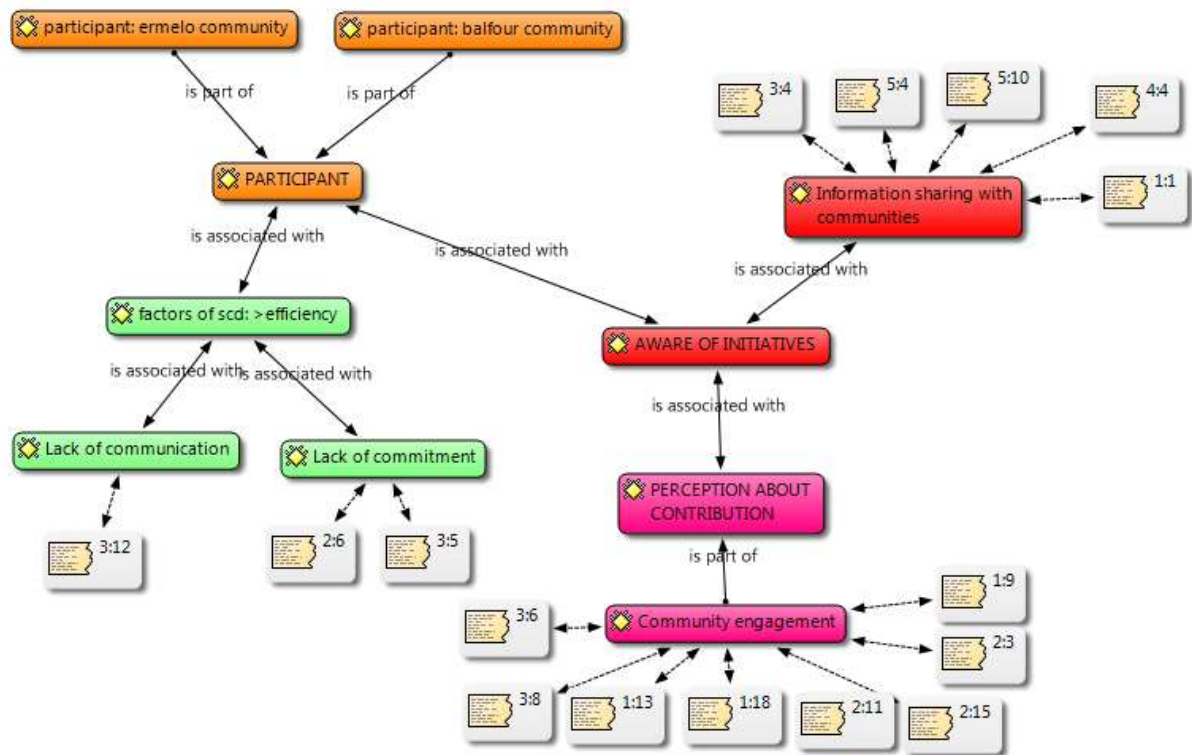 participant: ermelo community
participant: balfour community
is part of
is part of
3:4
5:4
5:10
4:4
PARTICIPANT
Information sharing with
communities
1:1
is associated with
is associated with
is associated with
factors of scd: >efficiency
AWARE OF INITIATIVES
is associated with
is associated with
is associated with
Lack of communication
Lack of commitment
PERCEPTION ABOUT
CONTRIBUTION
3:12
2:6
3:5
is part of
1:9
3:6
Community engagement
2:3
3:8
1:13
1:18
2:11
2:15